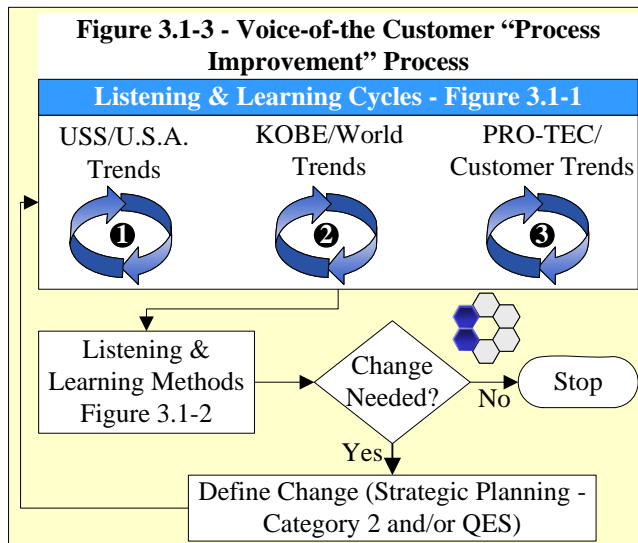 Figure 3.1-3 - Voice-of-the Customer “Process
Improvement” Process
Listening & Learning Cycles - Figure 3.1-1
USS/U.S.A.
Trends
KOBE/World
Trends
PRO-TEC/
Customer Trends
1
2
3
Listening &
Learning Methods
Figure 3.1-2
Change
Needed?
No
Stop
Yes
Define Change (Strategic Planning -
Category 2 and/or QES)